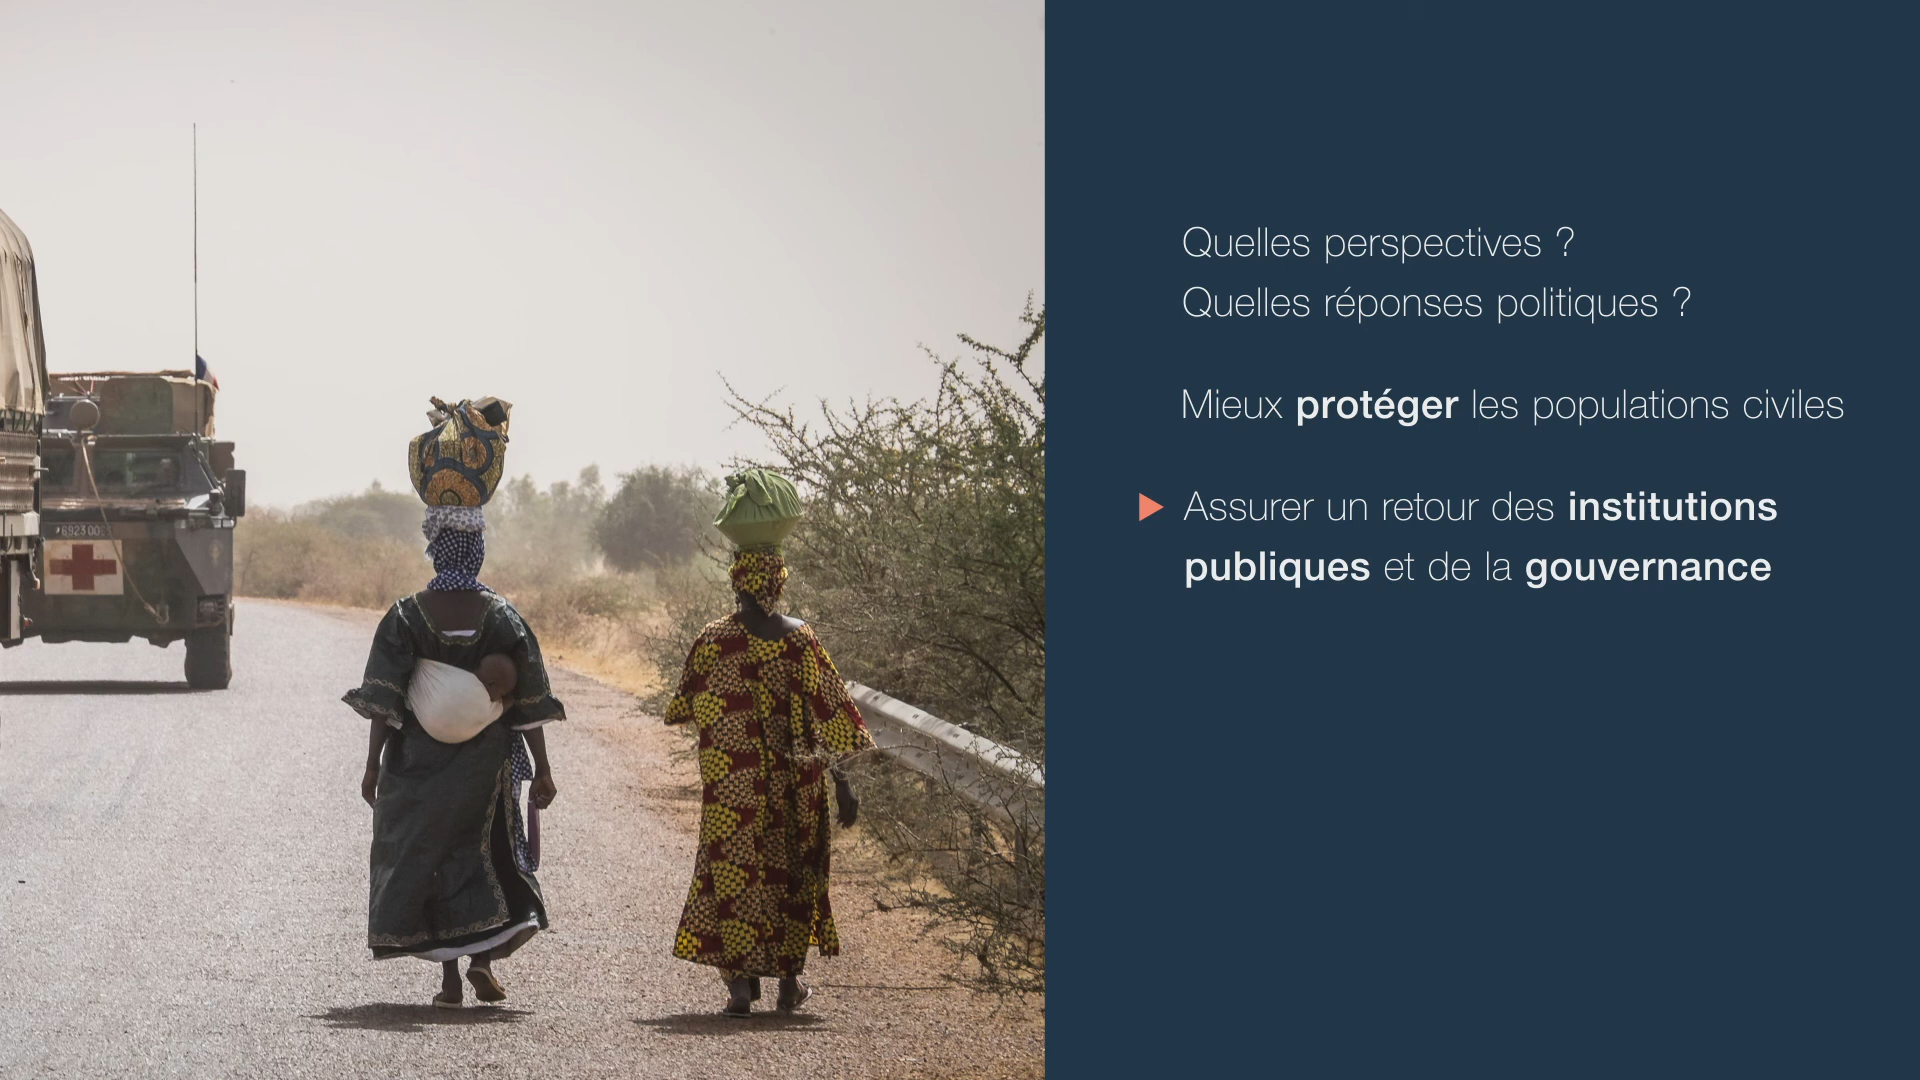 Quelles perspectives ?
Quelles réponses politiques ?
Mieux protéger les populations civiles
Assurer un retour des institutions
publiques et de la gouvernance